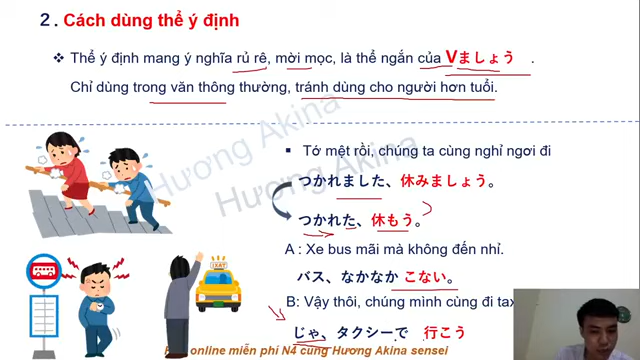 2. Cách dùng thể ý định
❖ Thể ý định mang ý nghĩa rủ rê, mời mọc, là thể ngắn của Vましょう .
Chỉ dùng trong văn thông thường, tránh dùng cho người hơn tuổi.
Hương Akina
Hương Akina
▪ Tớ mệt rồi, chúng ta cùng nghỉ ngơi đi
つかれました、休みましょう。
つかれた、休もう。
A : Xe bus mãi mà không đến nhỉ.
バス、なかなか こない。
B: Vậy thôi, chúng mình cùng đi
じゃ、タクシーで 行こう
TAXI
online miễn phí N4 cùng Hương Akina sensei